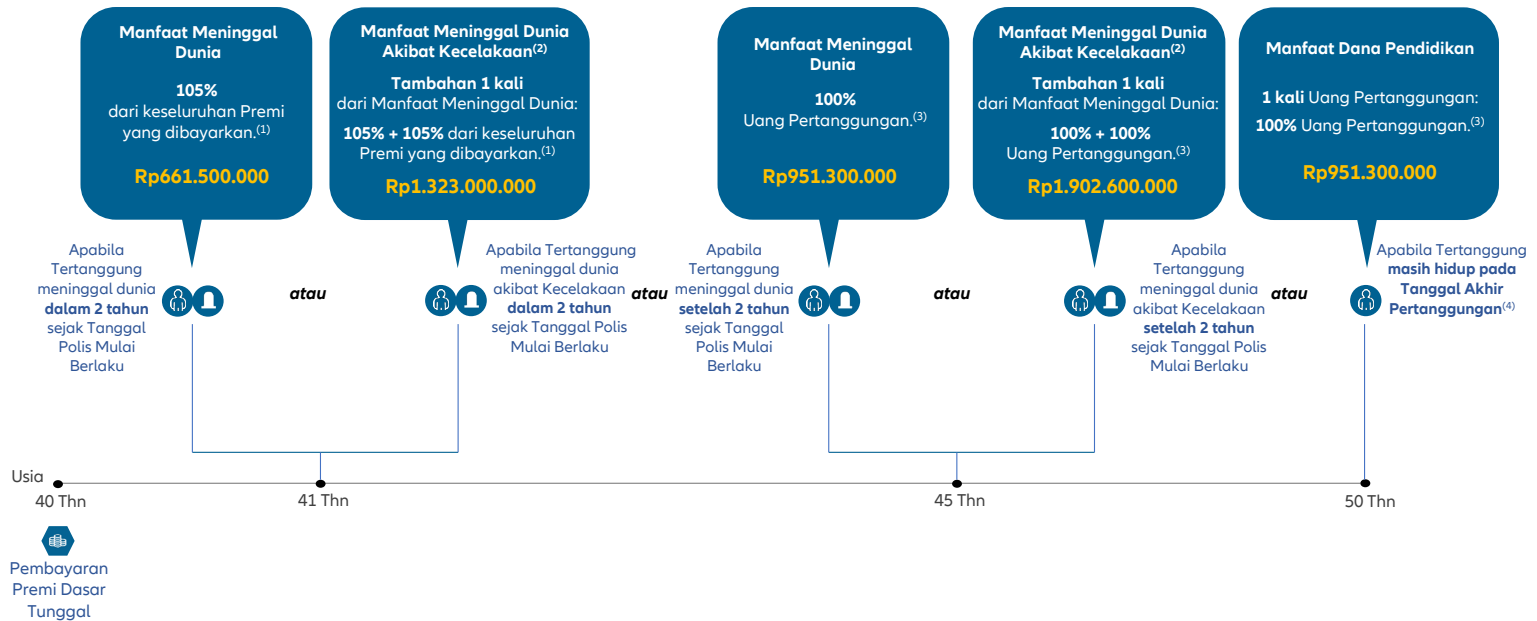 Manfaat Meninggal
Dunia
105%
dari keseluruhan Premi
yang dibayarkan.(1)
Rp661.500.000
Manfaat Meninggal Dunia
Akibat Kecelakaan(2)
Tambahan 1 kali
dari Manfaat Meninggal Dunia:
105% + 105% dari keseluruhan
Premi yang dibayarkan.(1)
Rp1.323.000.000
Manfaat Meninggal
Dunia
100%
Uang Pertanggungan.(3)
Rp951.300.000
Manfaat Meninggal Dunia
Akibat Kecelakaan(2)
Tambahan 1 kali
dari Manfaat Meninggal Dunia:
100% + 100%
Uang Pertanggungan.(3)
Rp1.902.600.000
Manfaat Dana Pendidikan
1 kali Uang Pertanggungan:
100% Uang Pertanggungan.(3)
Rp951.300.000
Apabila
Tertanggung
meninggal dunia
dalam 2 tahun
sejak Tanggal
Polis Mulai
Berlaku
atau
Apabila Tertanggung
meninggal dunia
akibat Kecelakaan
dalam 2 tahun
sejak Tanggal Polis
Mulai Berlaku
atau
Apabila
Tertanggung
meninggal dunia
setelah 2 tahun
sejak Tanggal
Polis Mulai
Berlaku
atau
Apabila
Tertanggung
meninggal dunia
akibat Kecelakaan
setelah 2 tahun
sejak Tanggal Polis
Mulai Berlaku
atau
Apabila Tertanggung
masih hidup pada
Tanggal Akhir
Pertanggungan(4)
Usia
40 Thn
41 Thn
45 Thn
50 Thn
Pembayaran
Premi Dasar
Tunggal